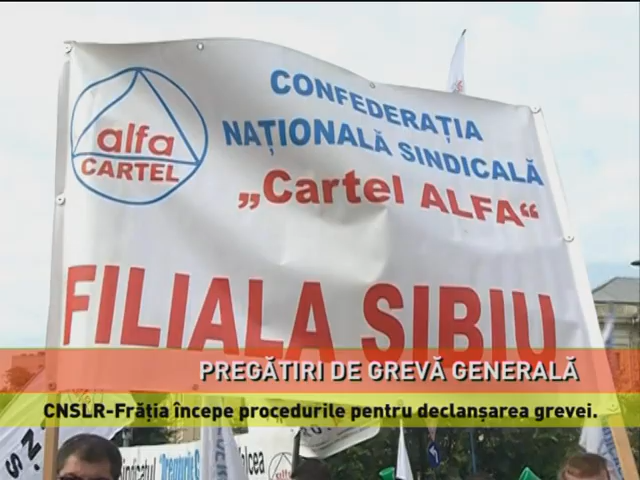 CONFEDERAȚIA
NAȚIONALĂ SINDICALĂ
„Cartel ALFA“
alfa
CARTEL
FILIALA SIBIU
PREGĂTIRI DE GREVĂ GENERALĂ
CNSLR-Frăția începe procedurile pentru declanșarea grevei.